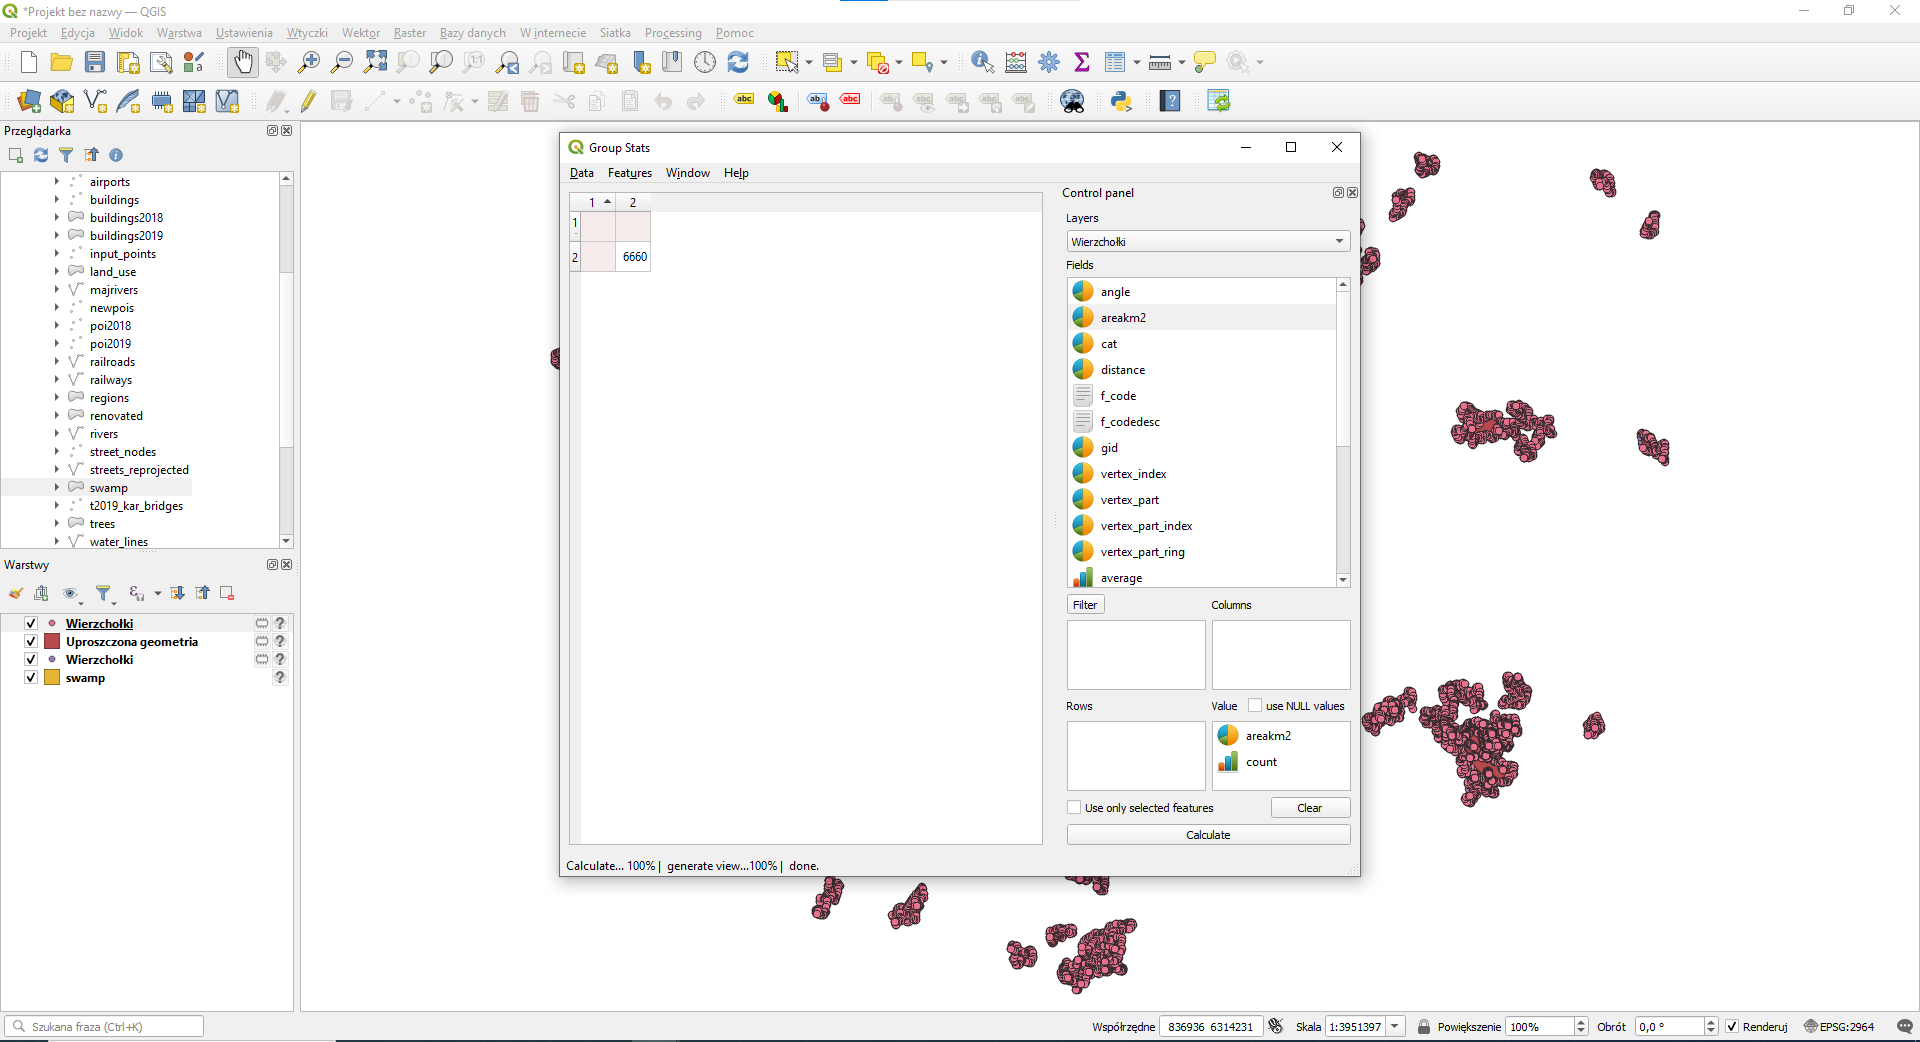 *Projekt bez nazwy — QGIS
Projekt Edycja Widok Warstwa Ustawienia Wtyczki Wektor Raster Bazy danych W internecie Siatka Processing Pomoc
Przeglądarka
airports
buildings
buildings2018
buildings2019
input_points
land_use
majrivers
newpois
poi2018
poi2019
railroads
railways
regions
renovated
rivers
street_nodes
streets_reprojected
swamp
t2019_kar_bridges
trees
water_lines
Warstwy
Wierzchołki
Uproszczona geometria
Wierzchołki
swamp
Group Stats
Data Features Window Help
1 2
1
2 6660
Control panel
Layers
Wierzchołki
Fields
angle
areakm2
cat
distance
f_code
f_codedesc
gid
vertex_index
vertex_part
vertex_part_index
vertex_part_ring
average
Filter Columns
Rows Value use NULL values
areakm2
count
Use only selected features Clear
Calculate
Calculate... 100% | generate view...100% | done.
Szukana fraza (Ctrl+K) Współrzędne 836936 6314231 Skala 1:3951397 Powiększenie 100% Obrót 0,0 ° Renderuj EPSG:2964